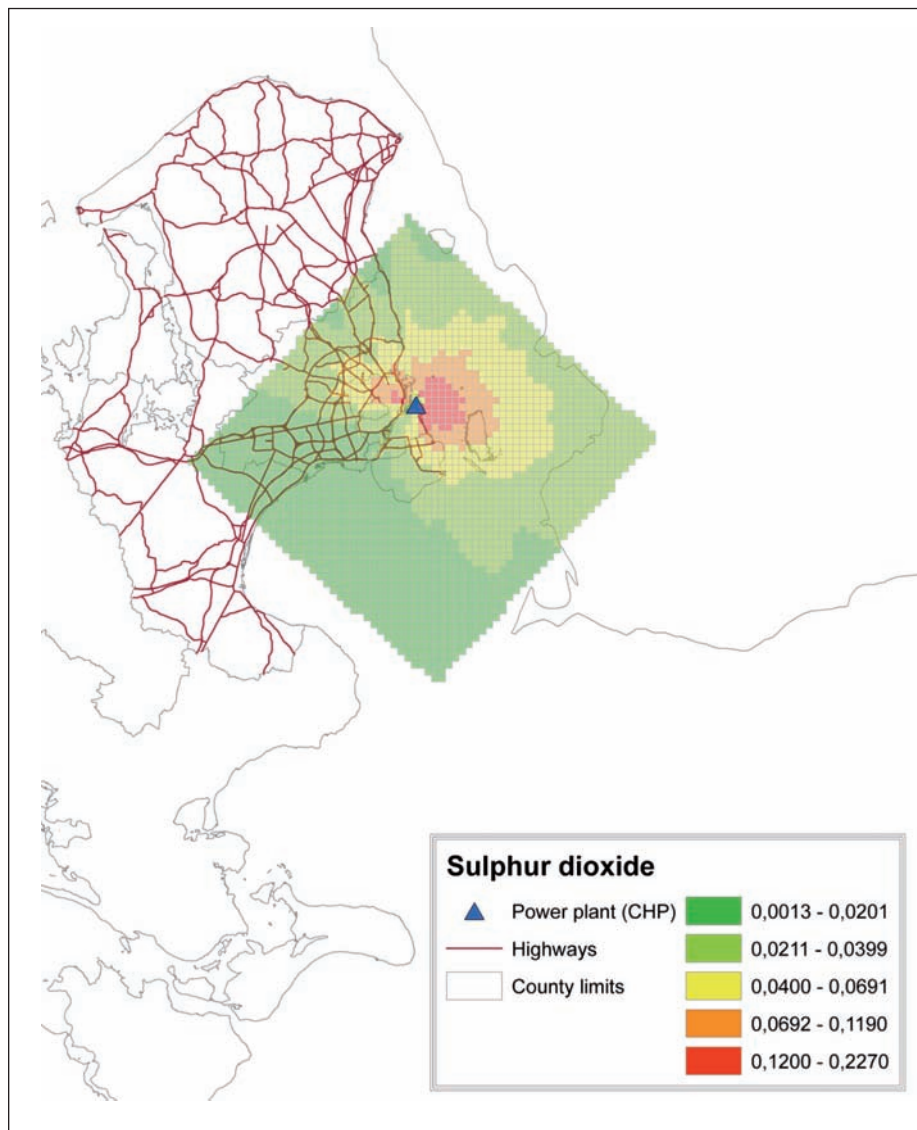 Sulphur dioxide
Power plant (CHP)
Highways
County limits
0,0013 - 0,0201
0,0211 - 0,0399
0,0400 - 0,0691
0,0692 - 0,1190
0,1200 - 0,2270